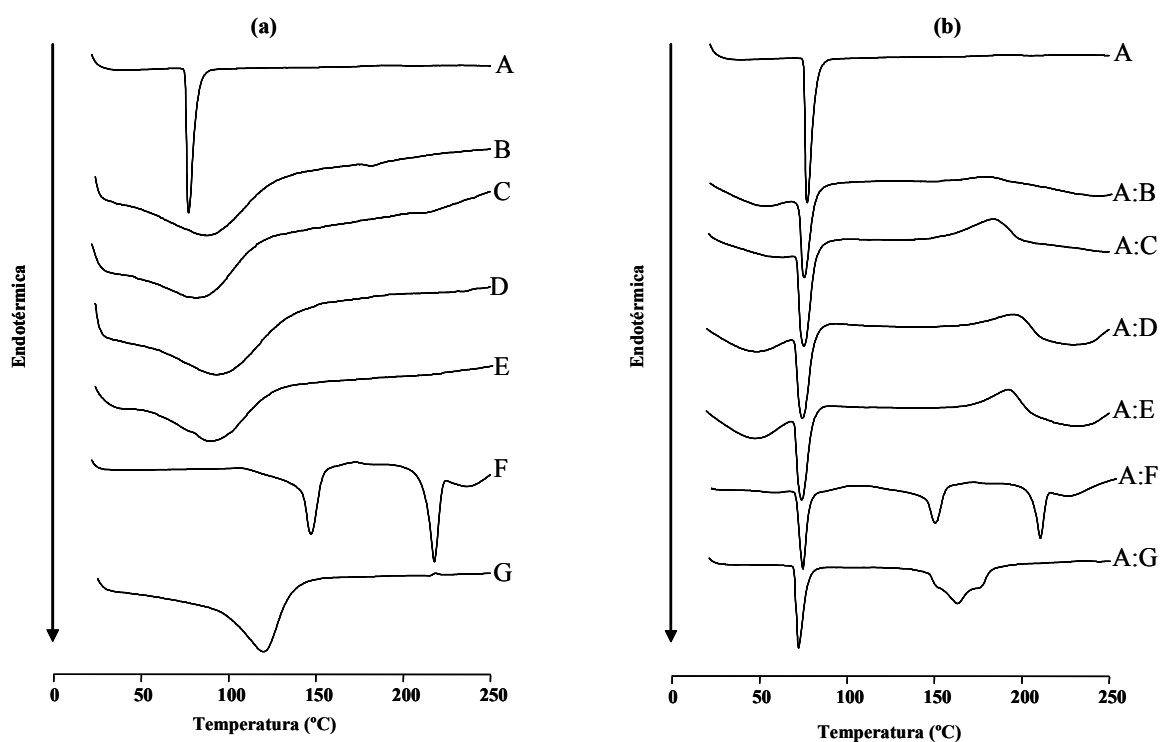 (a)
A
B
C
D
E
F
G
Endotérmica
0 50 100 150 200 250
Temperatura (ºC)
(b)
A
A:B
A:C
A:D
A:E
A:F
A:G
Endotérmica
0 50 100 150 200 250
Temperatura (ºC)